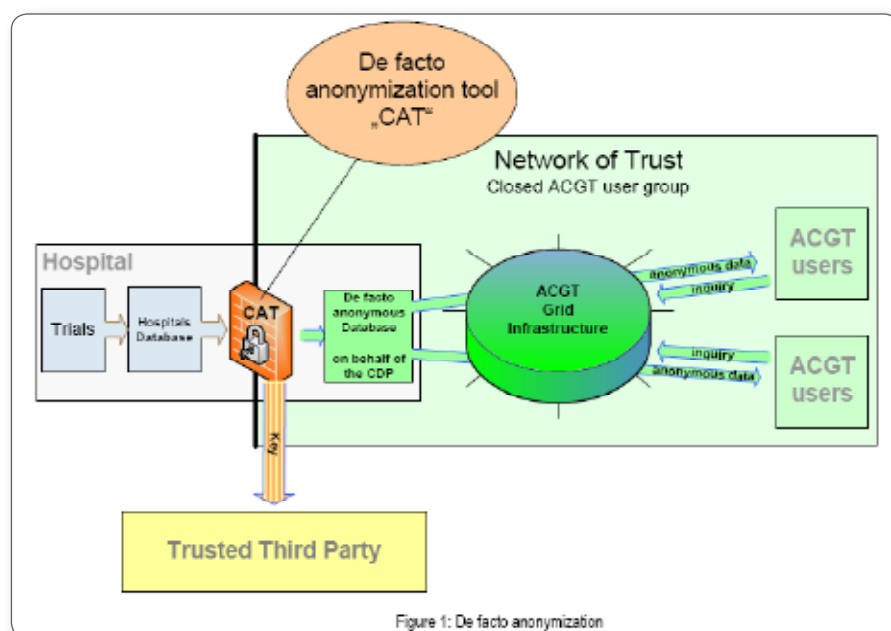 De facto
anonymization tool
„CAT“
Network of Trust
Closed ACGT user group
Hospital
Trials
Hospitals
Database
CAT
De facto
anonymous
Database
on behalf of
the CDP
ACGT
Grid
Infrastructure
anonymous data
inquiry
ACGT
users
inquiry
anonymous data
ACGT
users
Key
Trusted Third Party
Figure 1: De facto anonymization